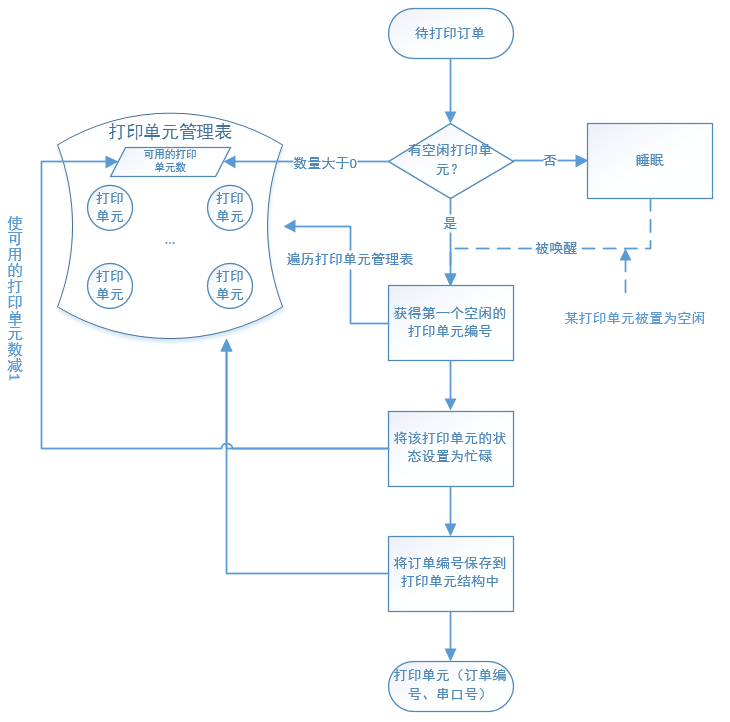 待打印订单
打印单元管理表
可用的打印
单元数
数量大于0
有空闲打印单
元?
否
睡眠
打印
单元
打印
单元
...
打印
单元
打印
单元
是
被唤醒
遍历打印单元管理表
某打印单元被置为空闲
获得第一个空闲的
打印单元编号
使可用的打印单元数减1
将该打印单元的状
态设置为忙碌
将订单编号保存到
打印单元结构中
打印单元（订单编
号、串口号）